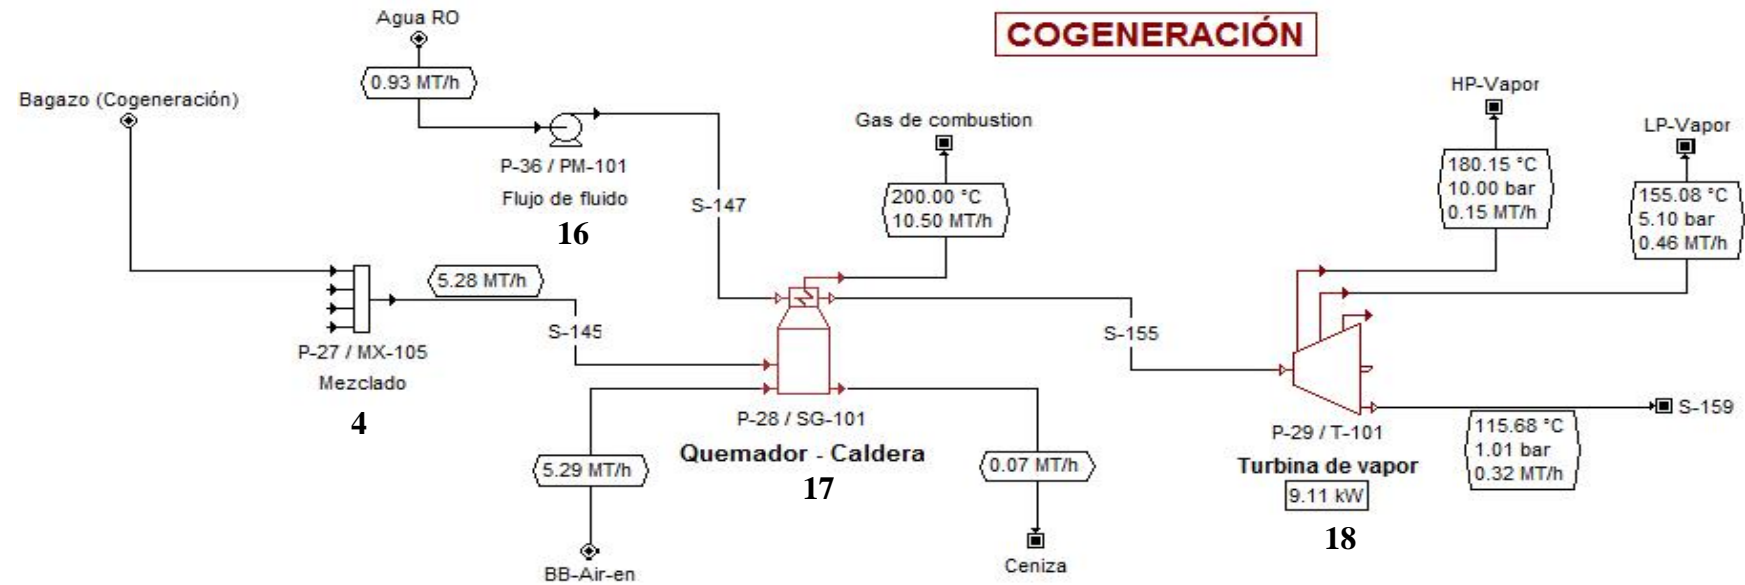 Agua RO
COGENERACIÓN
0.93 MT/h
HP-Vapor
Bagazo (Cogeneración)
Gas de combustion
LP-Vapor
P-36 / PM-101
Flujo de fluido
16
S-147
200.00 °C
10.50 MT/h
180.15 °C
10.00 bar
0.15 MT/h
155.08 °C
5.10 bar
0.46 MT/h
5.28 MT/h
S-145
S-155
P-27 / MX-105
Mezclado
4
P-28 / SG-101
Quemador - Caldera
17
P-29 / T-101
Turbina de vapor
9.11 kW
18
S-159
115.68 °C
1.01 bar
0.32 MT/h
5.29 MT/h
0.07 MT/h
BB-Air-en
Ceniza